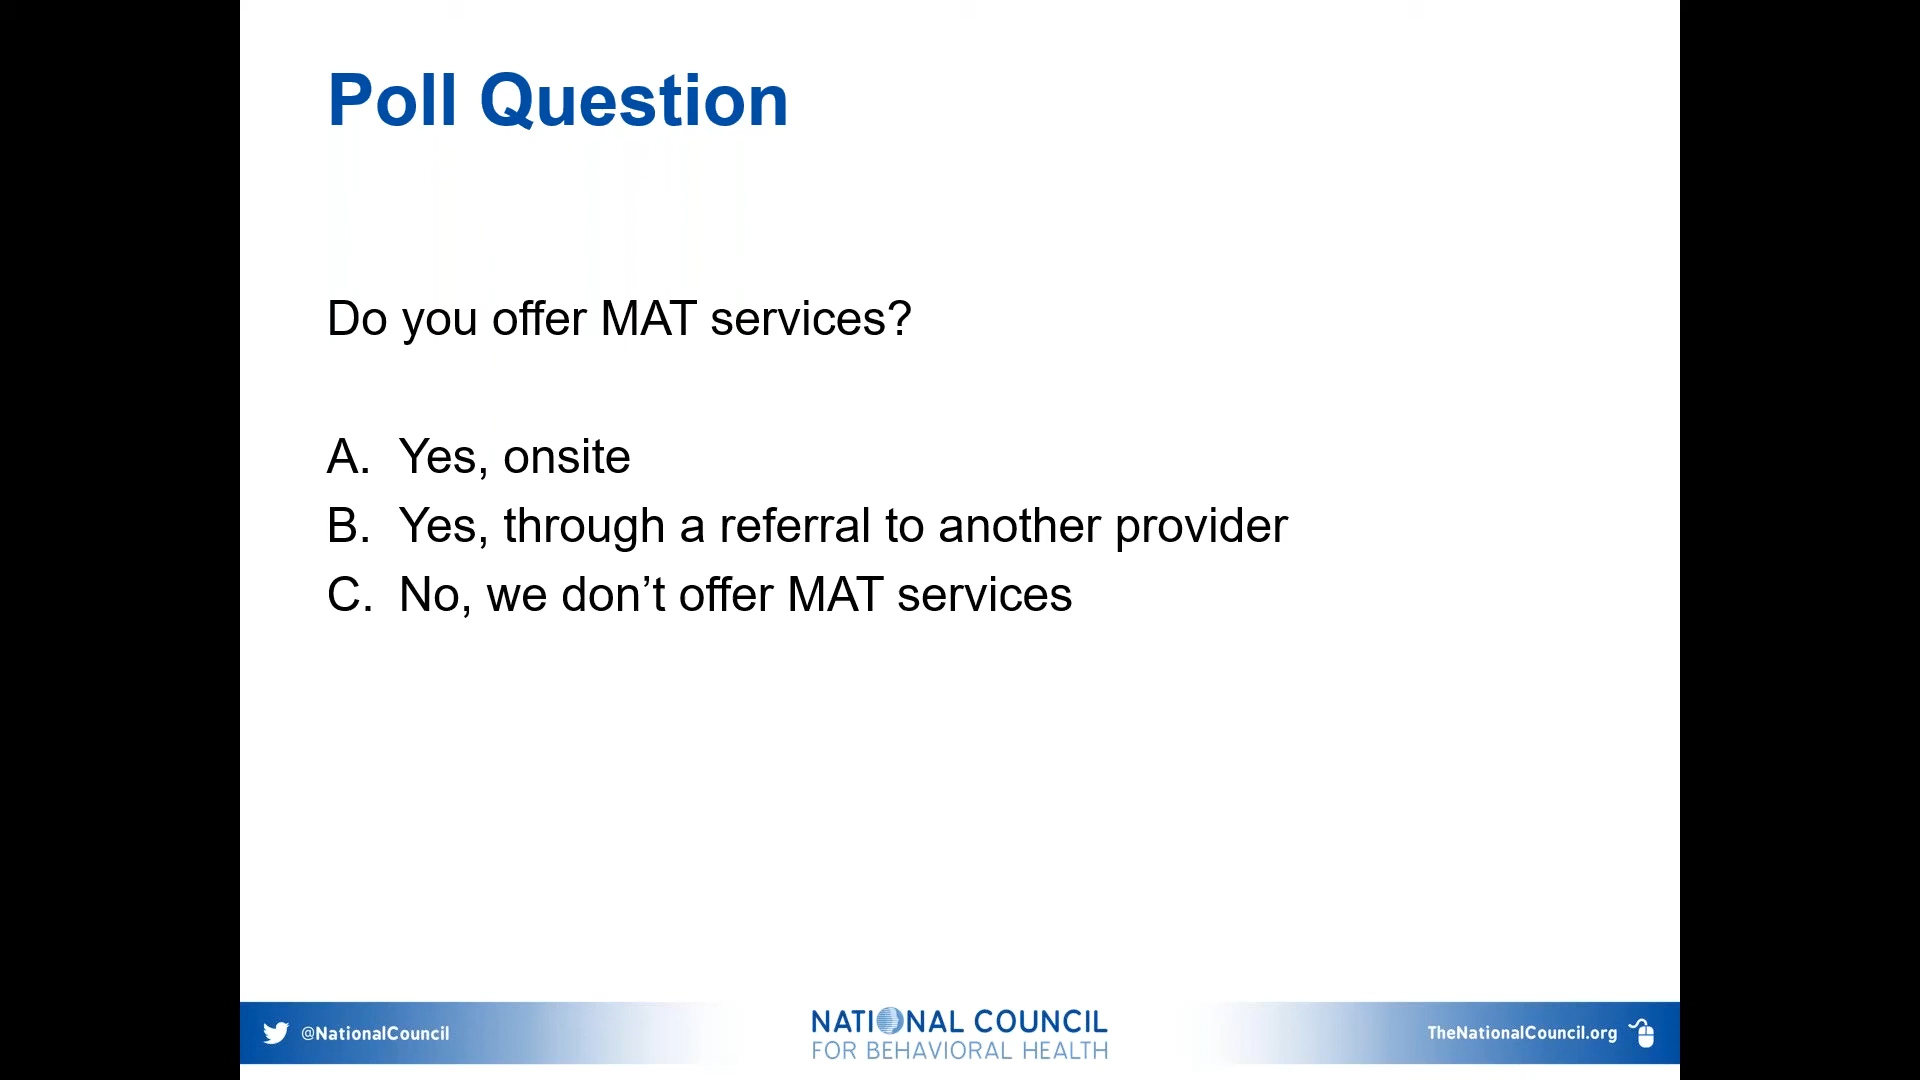 Poll Question
Do you offer MAT services?
A. Yes, onsite
B. Yes, through a referral to another provider
C. No, we don’t offer MAT services
@NationalCouncil
NATIONAL COUNCIL
FOR BEHAVIORAL HEALTH
TheNationalCouncil.org